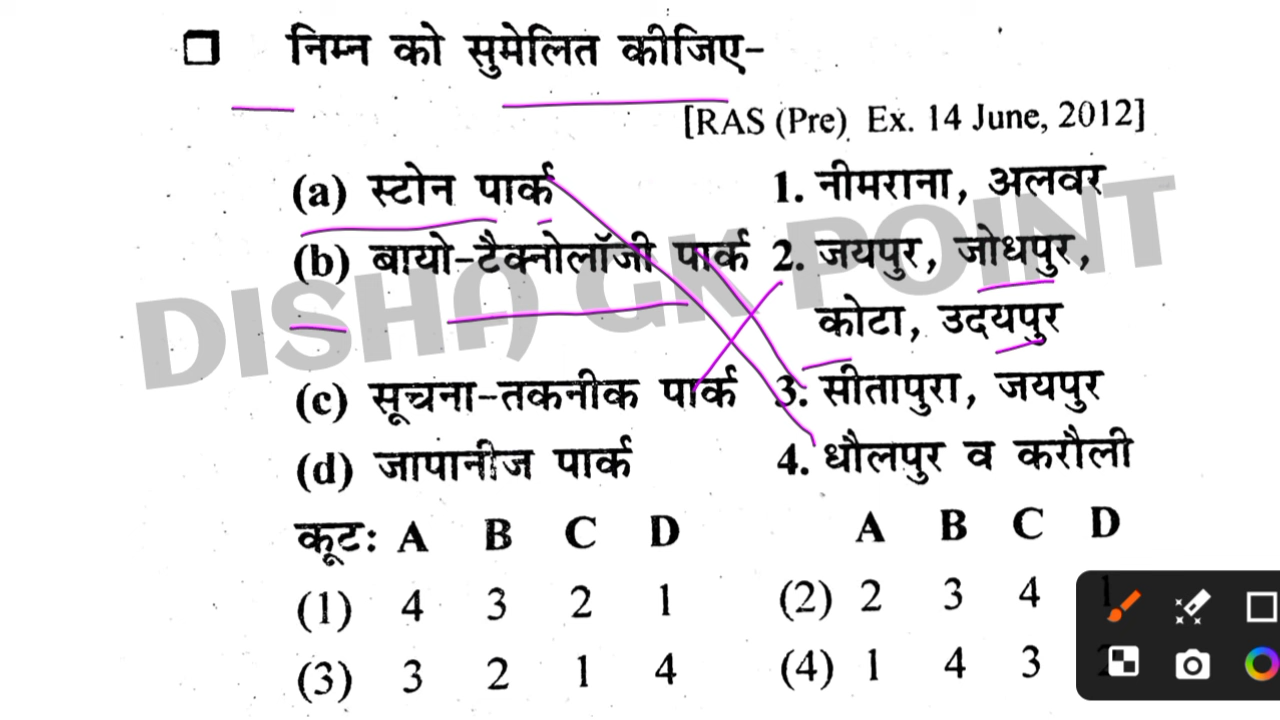 निम्न को सुमेलित कीजिए-
[RAS (Pre) Ex. 14 June, 2012]
(a) स्टोन पार्क 1. नीमराना, अलवर
(b) बायो-टैक्नोलॉजी पार्क 2. जयपुर, जोधपुर,
कोटा, उदयपुर
(c) सूचना-तकनीक पार्क 3. सीतापुरा, जयपुर
(d) जापानीज पार्क 4. धौलपुर व करौली
कूटः A B C D A B C D
(1) 4 3 2 1 (2) 2 3 4 1
(3) 3 2 1 4 (4) 1 4 3 2
DISHA GK POINT